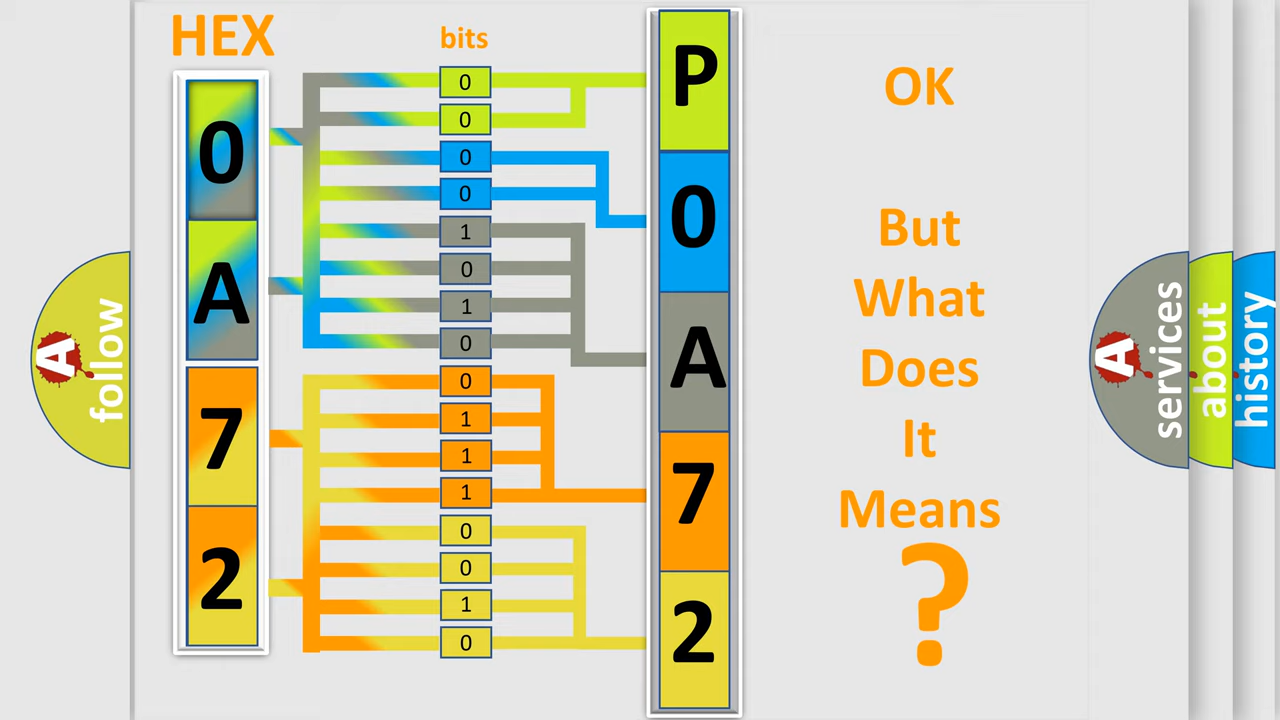 HEX
bits
0
A
7
2
0
0
0
0
1
0
1
0
0
1
1
1
0
0
1
0
P
0
A
7
2
OK
But
What
Does
It
Means
?
A
follow
A
services
about
history